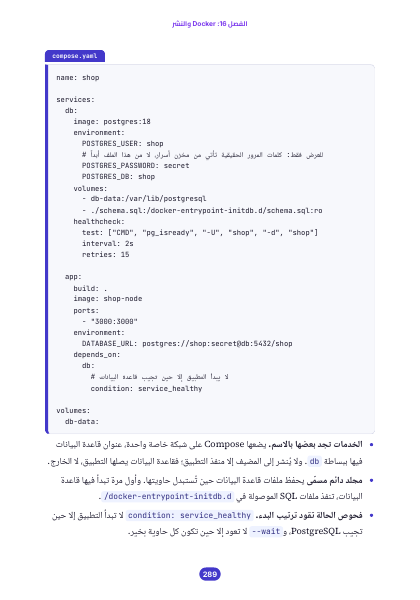 الفصل 16: Docker والنشر
compose.yaml
name: shop
services:
  db:
    image: postgres:18
    environment:
      POSTGRES_USER: shop
      # للعرض فقط: كلمات المرور الحقيقية تأتي من مخزن أسرار، لا من هذا الملف أبداً
      POSTGRES_PASSWORD: secret
      POSTGRES_DB: shop
    volumes:
      - db-data:/var/lib/postgresql
      - ./schema.sql:/docker-entrypoint-initdb.d/schema.sql:ro
    healthcheck:
      test: ["CMD", "pg_isready", "-U", "shop", "-d", "shop"]
      interval: 2s
      retries: 15
  app:
    build: .
    image: shop-node
    ports:
      - "3000:3000"
    environment:
      DATABASE_URL: postgres://shop:secret@db:5432/shop
    depends_on:
      db:
        # لا يبدأ التطبيق إلا حين تجيب قاعدة البيانات
        condition: service_healthy
volumes:
  db-data:
• الخدمات تجد بعضها بالاسم. يضعها Compose على شبكة خاصة واحدة، عنوان قاعدة البيانات
فيها ببساطة db. ولا يُنشر إلى المضيف إلا منفذ التطبيق؛ فقاعدة البيانات يصلها التطبيق، لا الخارج.
• مجلد دائم مسمّى يحفظ ملفات قاعدة البيانات حين تُستبدل حاويتها. وأول مرة تبدأ فيها قاعدة
البيانات، تنفذ ملفات SQL الموصولة في /docker-entrypoint-initdb.d.
• فحوص الحالة تقود ترتيب البدء. condition: service_healthy لا تبدأ التطبيق إلا حين
تجيب PostgreSQL، و --wait لا تعود إلا حين تكون كل حاوية بخير.
289